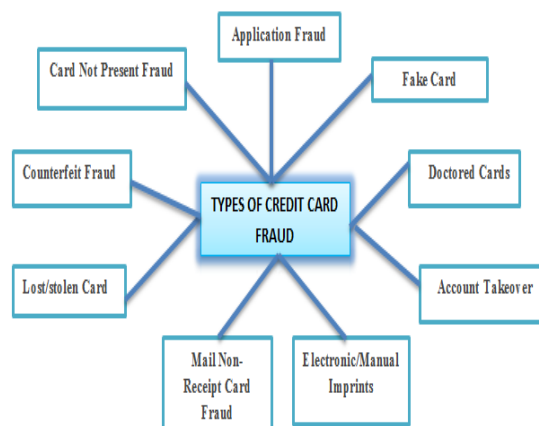 Application Fraud
Card Not Present Fraud
Fake Card
Counterfeit Fraud
Doctored Cards
TYPES OF CREDIT CARD
FRAUD
Lost/stolen Card
Account Takeover
Mail Non-
Receipt Card
Fraud
Electronic/Manual
Imprints